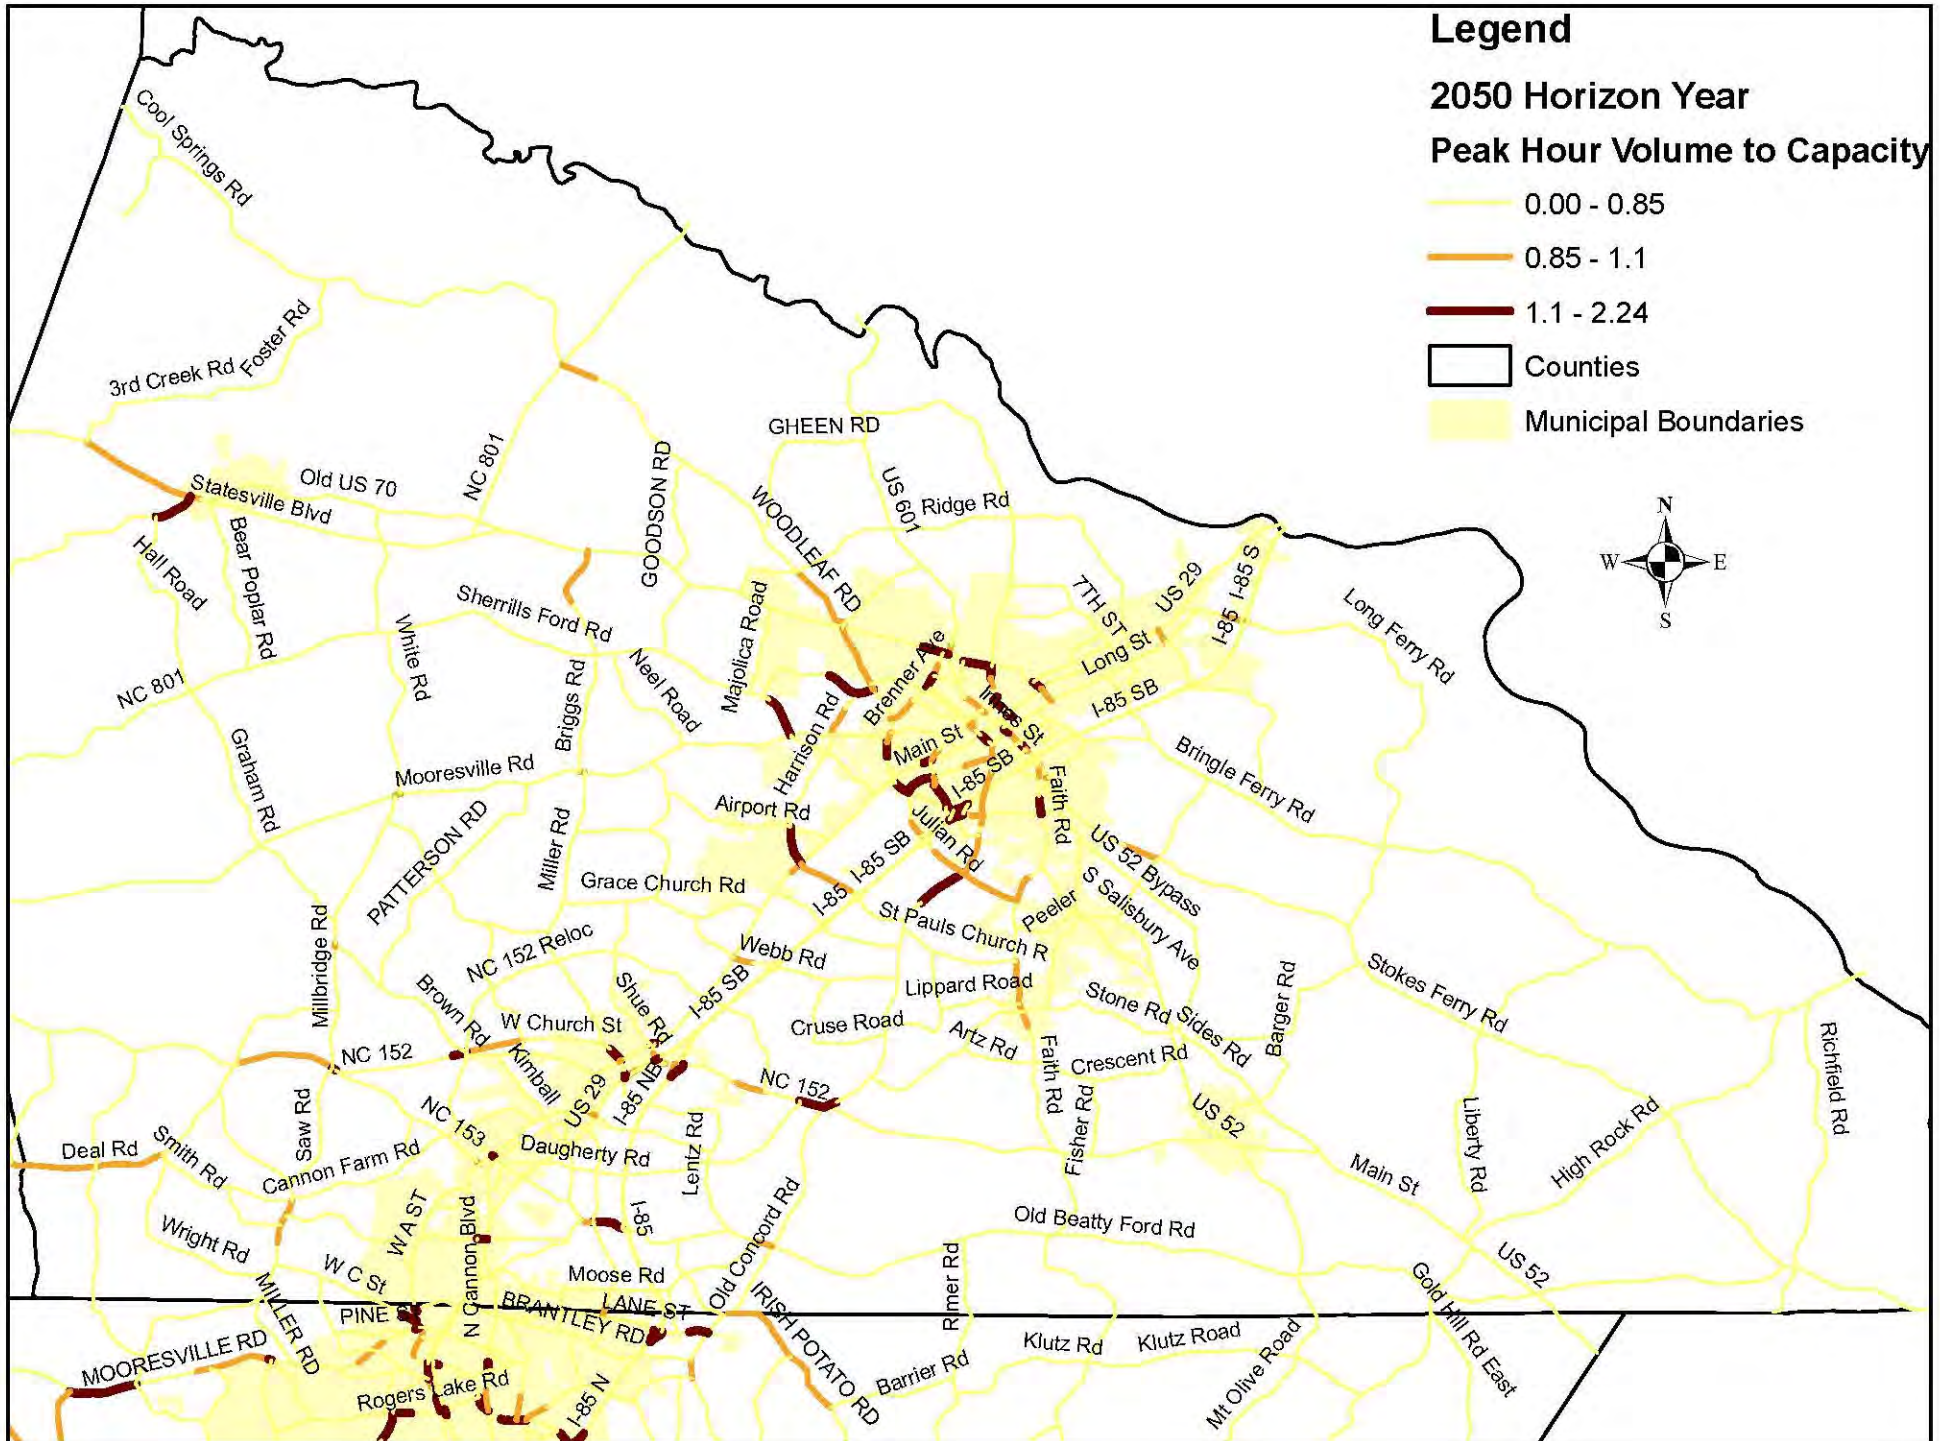 Legend
2050 Horizon Year
Peak Hour Volume to Capacity
0.00 - 0.85
0.85 - 1.1
1.1 - 2.24
Counties
Municipal Boundaries
N
W
E
S
Cool Springs Rd
3rd Creek Rd
Foster Rd
Old US 70
Statesville Blvd
NC 801
GOODSON RD
GHEEN RD
US 601
Ridge Rd
WOODLEAF RD
Hall Road
Bear Poplar Rd
Sherrills Ford Rd
White Rd
Neel Road
Majolica Road
Briggs Rd
NC 801
Graham Rd
Mooresville Rd
Harrison Rd
Brenner Ave
Innes St
Main St
I-85 SB
7TH ST
US 29
Long St
I-85 S
I-85
I-85 SB
Long Ferry Rd
Bringle Ferry Rd
Faith Rd
Airport Rd
Julian Rd
PATTERSON RD
Miller Rd
Grace Church Rd
I-85
I-85 SB
US 52 Bypass
S Salisbury Ave
Peeler
St Pauls Church R
Webb Rd
Millbridge Rd
NC 152 Reloc
Brown Rd
W Church St
Shue Rd
I-85 SB
Lippard Road
Cruse Road
Artz Rd
Stone Rd
Sides Rd
Barger Rd
Stokes Ferry Rd
Richfield Rd
NC 152
Kimball
US 29
I-85 NB
NC 152
Faith Rd
Crescent Rd
Fisher Rd
US 52
Liberty Rd
High Rock Rd
Deal Rd
Smith Rd
Saw Rd
Cannon Farm Rd
NC 153
Daugherty Rd
Lentz Rd
Main St
Wright Rd
W A ST
N Cannon Blvd
I-85
Old Concord Rd
Old Beatty Ford Rd
Rimer Rd
US 52
W C St
Moose Rd
MILLER RD
PINE S
BRANTLEY RD
LANE ST
IRISH POTATO RD
Gold Hill Rd East
MOORESVILLE RD
Rogers Lake Rd
I-85 N
Barrier Rd
Klutz Rd
Klutz Road
Mt Olive Road